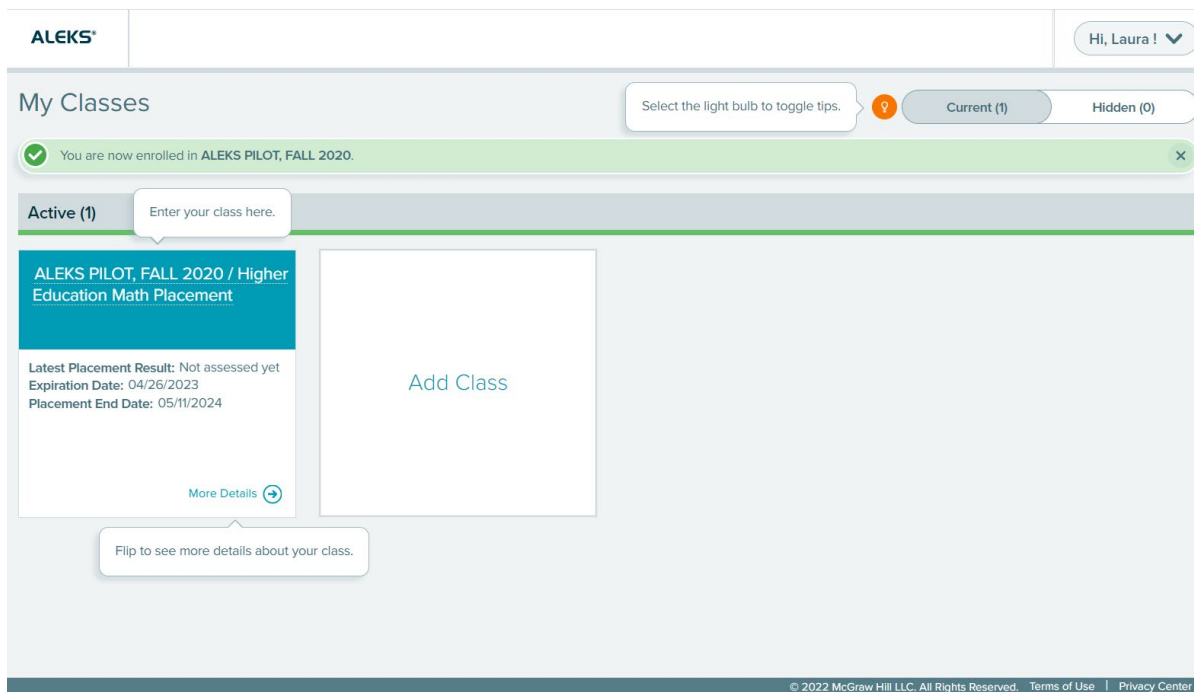 ALEKS®
Hi, Laura !
My Classes
Select the light bulb to toggle tips.
Current (1)
Hidden (0)
You are now enrolled in ALEKS PILOT, FALL 2020.
Active (1)
Enter your class here.
ALEKS PILOT, FALL 2020 / Higher
Education Math Placement
Latest Placement Result: Not assessed yet
Expiration Date: 04/26/2023
Placement End Date: 05/11/2024
More Details
Add Class
Flip to see more details about your class.
© 2022 McGraw Hill LLC. All Rights Reserved. Terms of Use | Privacy Center